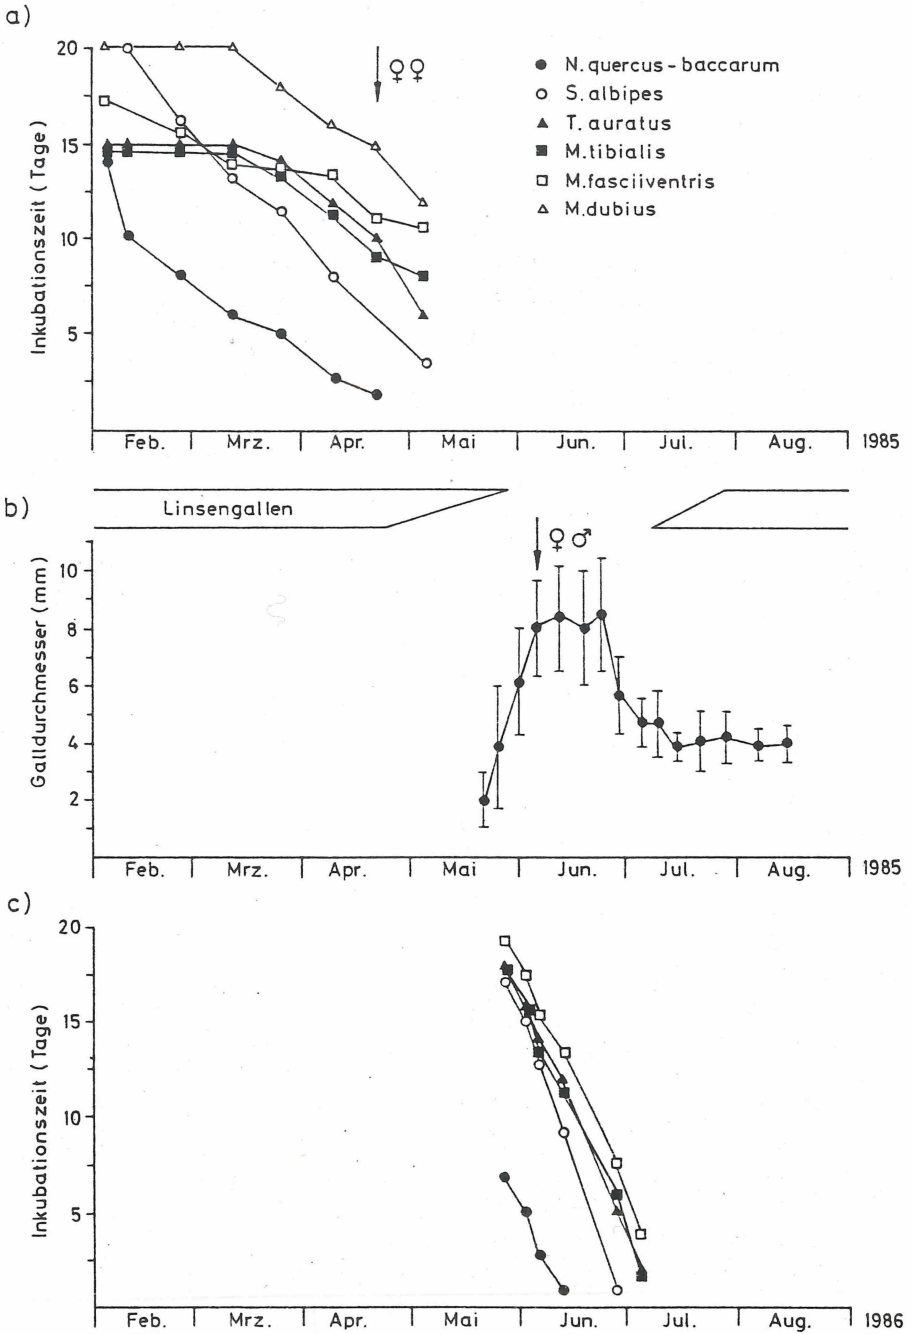 a)
20
15
10
5
Inkubationszeit (Tage)
♀♀
N. quercus-baccarum
S. albipes
T. auratus
M. tibialis
M. fasciiventris
M. dubius
Feb. Mrz. Apr. Mai Jun. Jul. Aug. 1985
b)
Linsengallen
♀♂
10
8
6
4
2
Galldurchmesser (mm)
Feb. Mrz. Apr. Mai Jun. Jul. Aug. 1985
c)
20
15
10
5
Inkubationszeit (Tage)
Feb. Mrz. Apr. Mai Jun. Jul. Aug. 1986